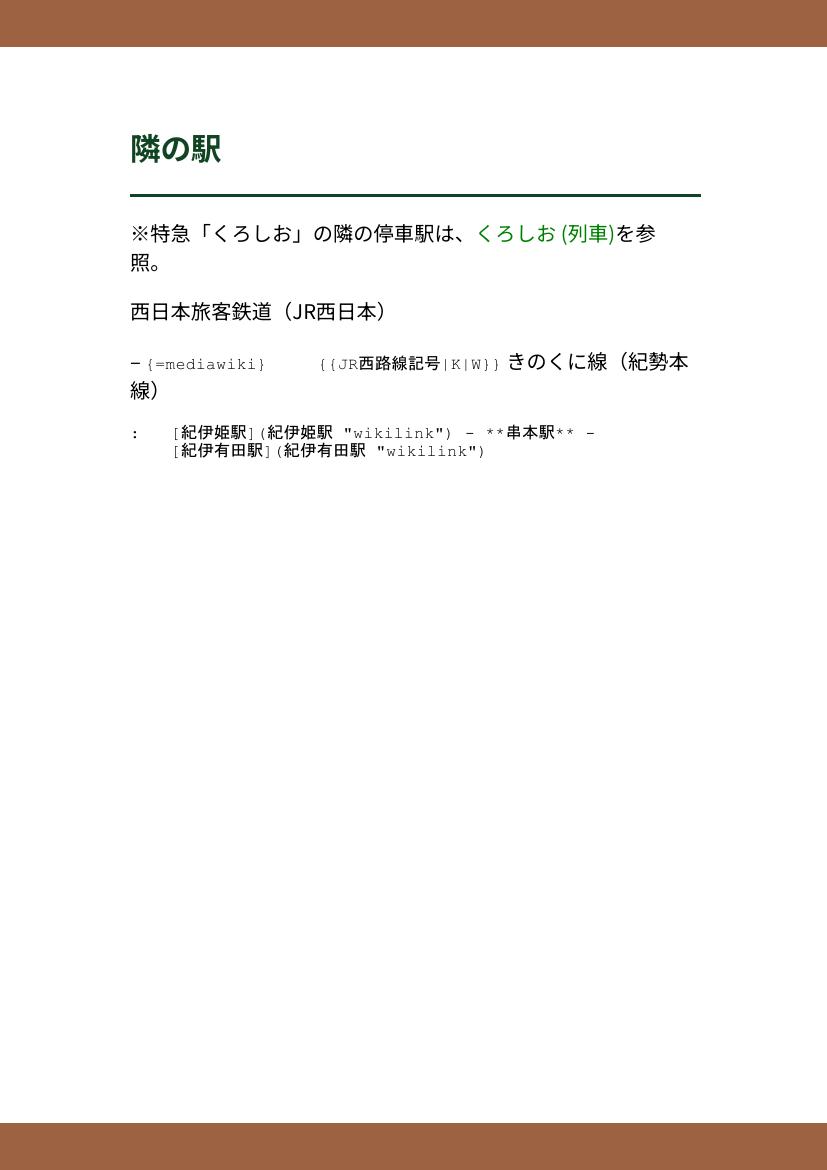 隣の駅
※特急「くろしお」の隣の停車駅は、くろしお (列車)を参
照。
西日本旅客鉄道（JR西日本）
–{=mediawiki} {{JR西路線記号|K|W}} きのくに線（紀勢本
線）
: [紀伊姫駅](紀伊姫駅 "wikilink") - **串本駅** -
[紀伊有田駅](紀伊有田駅 "wikilink")